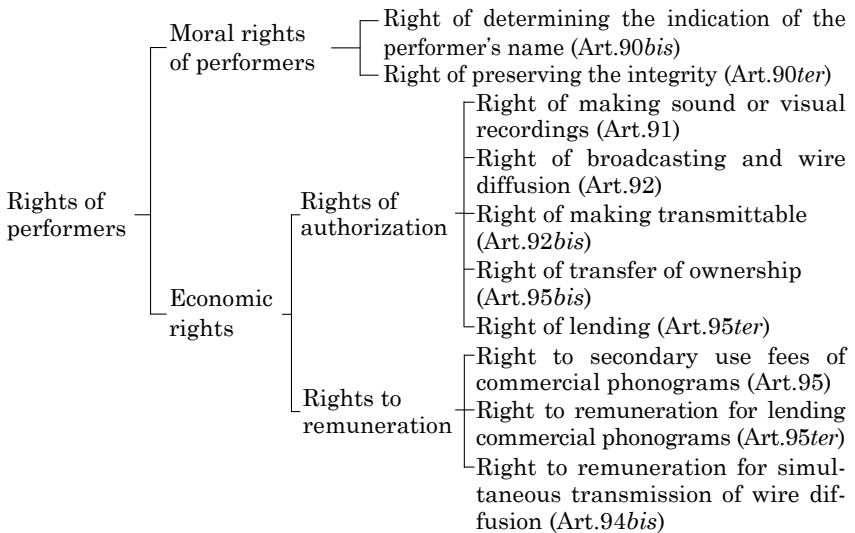 Rights of
performers
Moral rights
of performers
Right of determining the indication of the
performer's name (Art.90bis)
Right of preserving the integrity (Art.90ter)
Economic
rights
Rights of
authorization
Right of making sound or visual
recordings (Art.91)
Right of broadcasting and wire
diffusion (Art.92)
Right of making transmittable
(Art.92bis)
Right of transfer of ownership
(Art.95bis)
Right of lending (Art.95ter)
Rights to
remuneration
Right to secondary use fees of
commercial phonograms (Art.95)
Right to remuneration for lending
commercial phonograms (Art.95ter)
Right to remuneration for simul-
taneous transmission of wire dif-
fusion (Art.94bis)